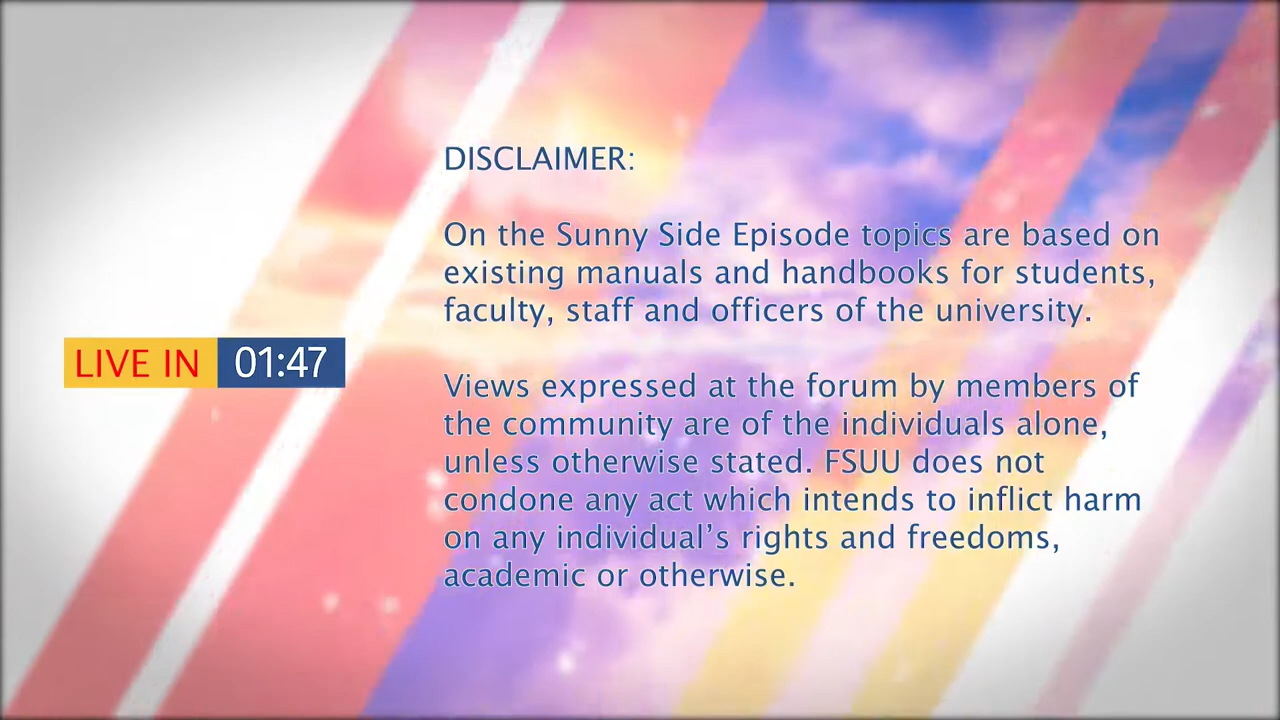 LIVE IN 01:47
DISCLAIMER:
On the Sunny Side Episode topics are based on
existing manuals and handbooks for students,
faculty, staff and officers of the university.
Views expressed at the forum by members of
the community are of the individuals alone,
unless otherwise stated. FSUU does not
condone any act which intends to inflict harm
on any individual’s rights and freedoms,
academic or otherwise.